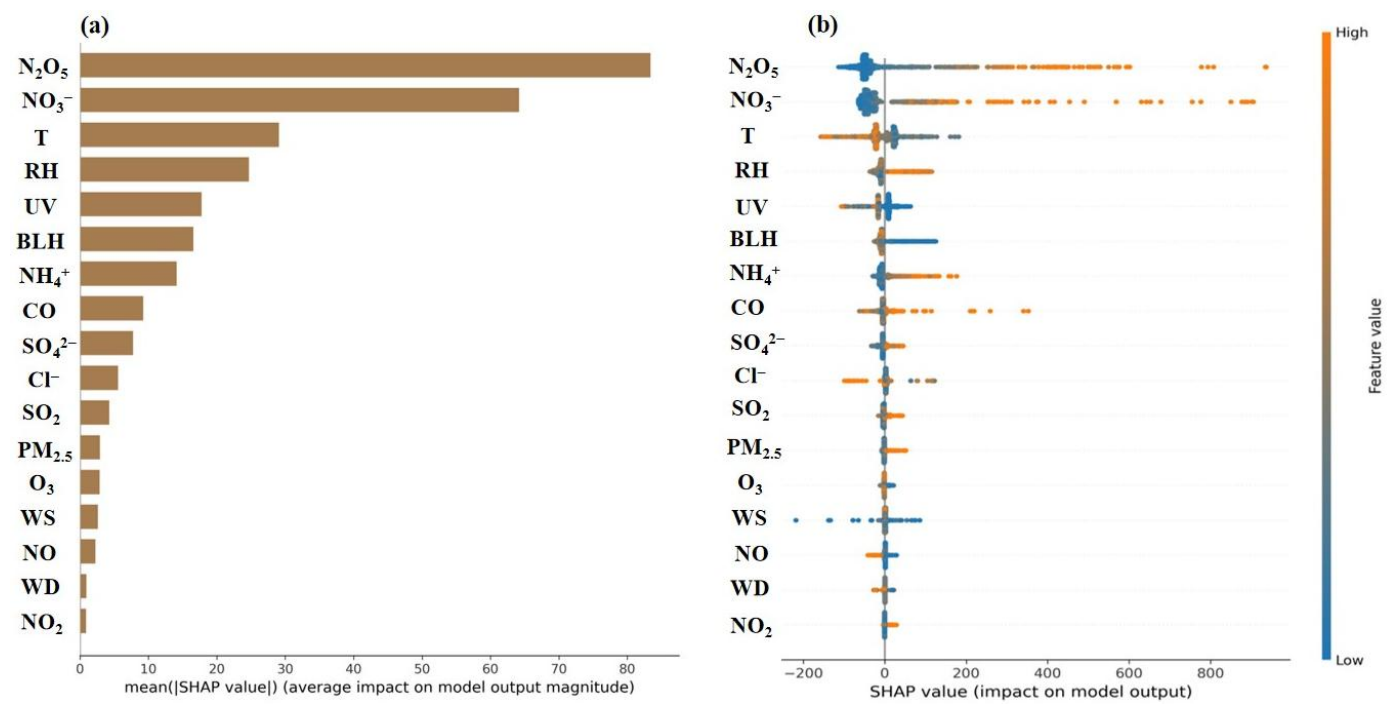 (a)
N₂O₅
NO₃⁻
T
RH
UV
BLH
NH₄⁺
CO
SO₄²⁻
Cl⁻
SO₂
PM₂.₅
O₃
WS
NO
WD
NO₂
0 10 20 30 40 50 60 70 80
mean(|SHAP value|) (average impact on model output magnitude)
(b)
N₂O₅
NO₃⁻
T
RH
UV
BLH
NH₄⁺
CO
SO₄²⁻
Cl⁻
SO₂
PM₂.₅
O₃
WS
NO
WD
NO₂
−200 0 200 400 600 800
SHAP value (impact on model output)
High
Feature value
Low